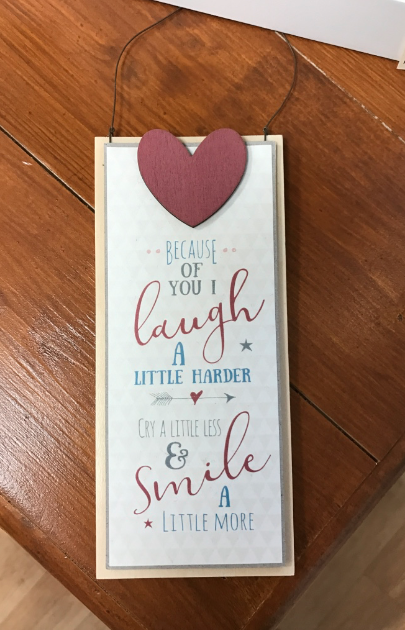 BECAUSE
OF
YOU I
laugh
A
LITTLE HARDER
CRY A LITTLE LESS
&
Smile
A
LITTLE MORE